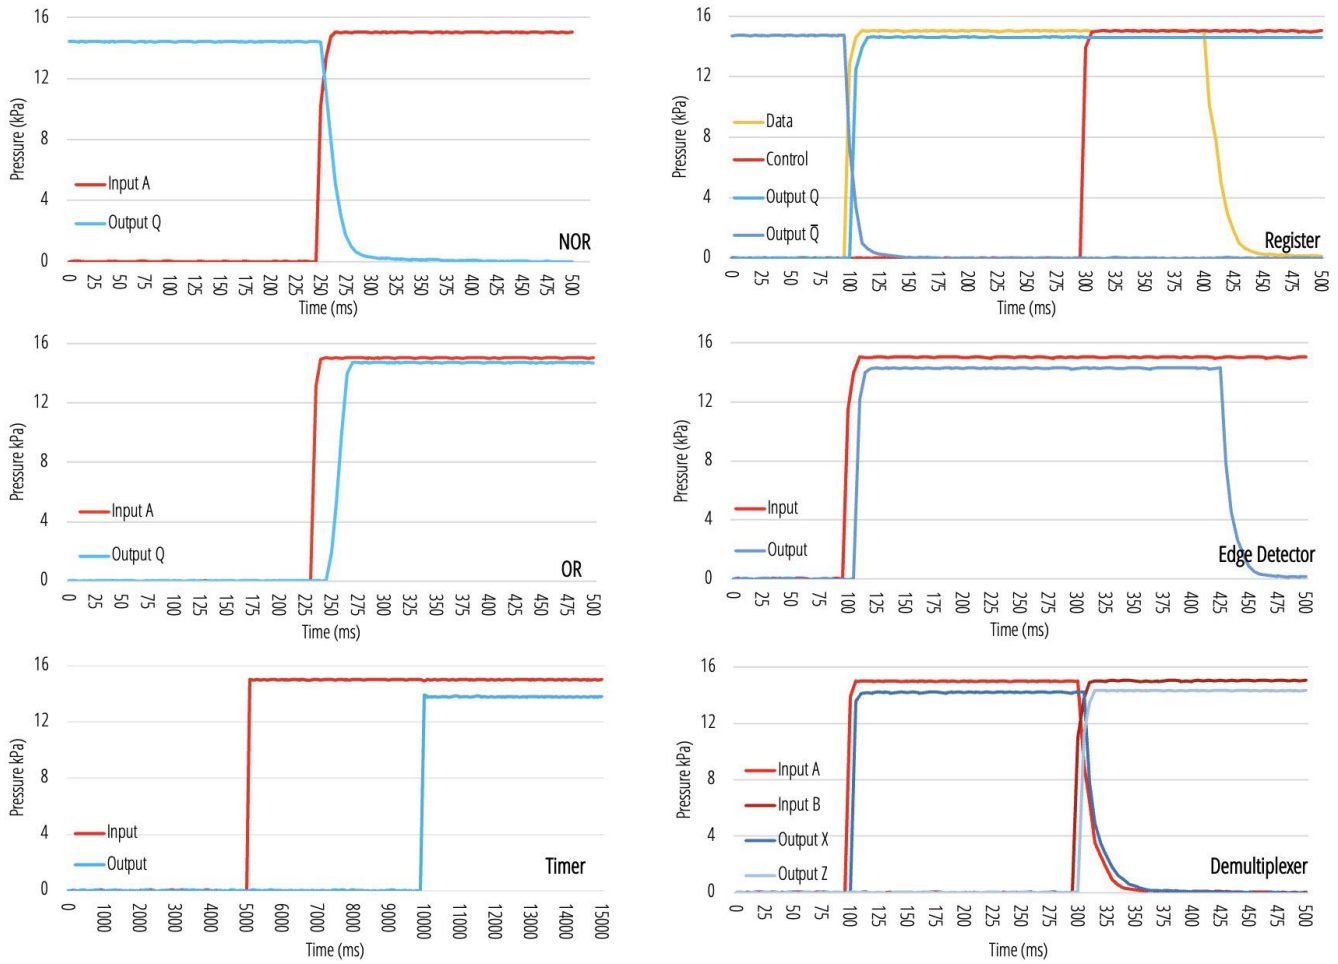 16
12
8
4
0
Pressure (kPa)
Input A
Output Q
NOR
0 25 50 75 100 125 150 175 200 225 250 275 300 325 350 375 400 425 450 475 500
Time (ms)
16
12
8
4
0
Pressure (kPa)
Data
Control
Output Q
Output Q̅
Register
0 25 50 75 100 125 150 175 200 225 250 275 300 325 350 375 400 425 450 475 500
Time (ms)
16
12
8
4
0
Pressure kPa)
Input A
Output Q
OR
0 25 50 75 100 125 150 175 200 225 250 275 300 325 350 375 400 425 450 475 500
Time (ms)
16
12
8
4
0
Pressure (kPa)
Input
Output
Edge Detector
0 25 50 75 100 125 150 175 200 225 250 275 300 325 350 375 400 425 450 475 500
Time (ms)
16
12
8
4
0
Pressure kPa)
Input
Output
Timer
0 1000 2000 3000 4000 5000 6000 7000 8000 9000 10000 11000 12000 13000 14000 15000
Time (ms)
16
12
8
4
0
Pressure kPa)
Input A
Input B
Output X
Output Z
Demultiplexer
0 25 50 75 100 125 150 175 200 225 250 275 300 325 350 375 400 425 450 475 500
Time (ms)